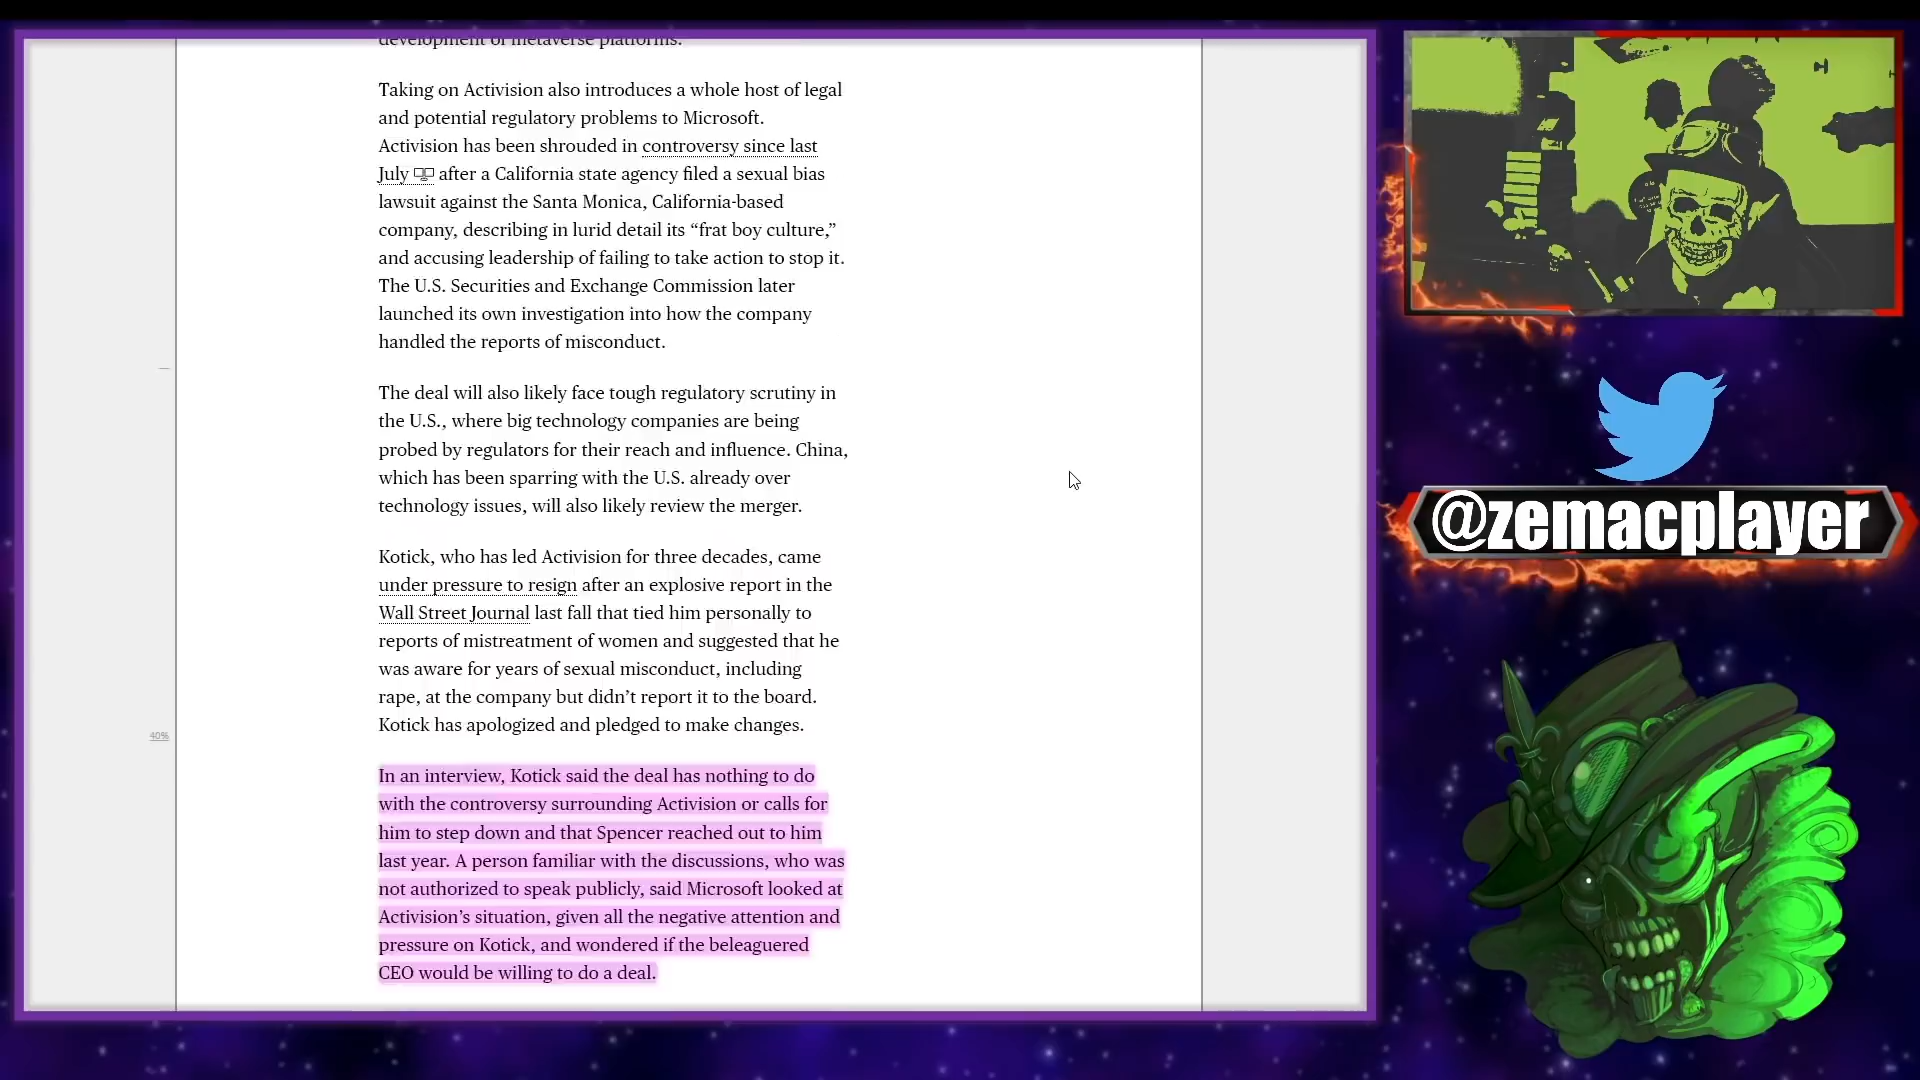 development of metaverse platforms.
Taking on Activision also introduces a whole host of legal
and potential regulatory problems to Microsoft.
Activision has been shrouded in controversy since last
July after a California state agency filed a sexual bias
lawsuit against the Santa Monica, California-based
company, describing in lurid detail its “frat boy culture,”
and accusing leadership of failing to take action to stop it.
The U.S. Securities and Exchange Commission later
launched its own investigation into how the company
handled the reports of misconduct.
The deal will also likely face tough regulatory scrutiny in
the U.S., where big technology companies are being
probed by regulators for their reach and influence. China,
which has been sparring with the U.S. already over
technology issues, will also likely review the merger.
Kotick, who has led Activision for three decades, came
under pressure to resign after an explosive report in the
Wall Street Journal last fall that tied him personally to
reports of mistreatment of women and suggested that he
was aware for years of sexual misconduct, including
rape, at the company but didn’t report it to the board.
Kotick has apologized and pledged to make changes.
40%
In an interview, Kotick said the deal has nothing to do
with the controversy surrounding Activision or calls for
him to step down and that Spencer reached out to him
last year. A person familiar with the discussions, who was
not authorized to speak publicly, said Microsoft looked at
Activision’s situation, given all the negative attention and
pressure on Kotick, and wondered if the beleaguered
CEO would be willing to do a deal.
@zemacplayer